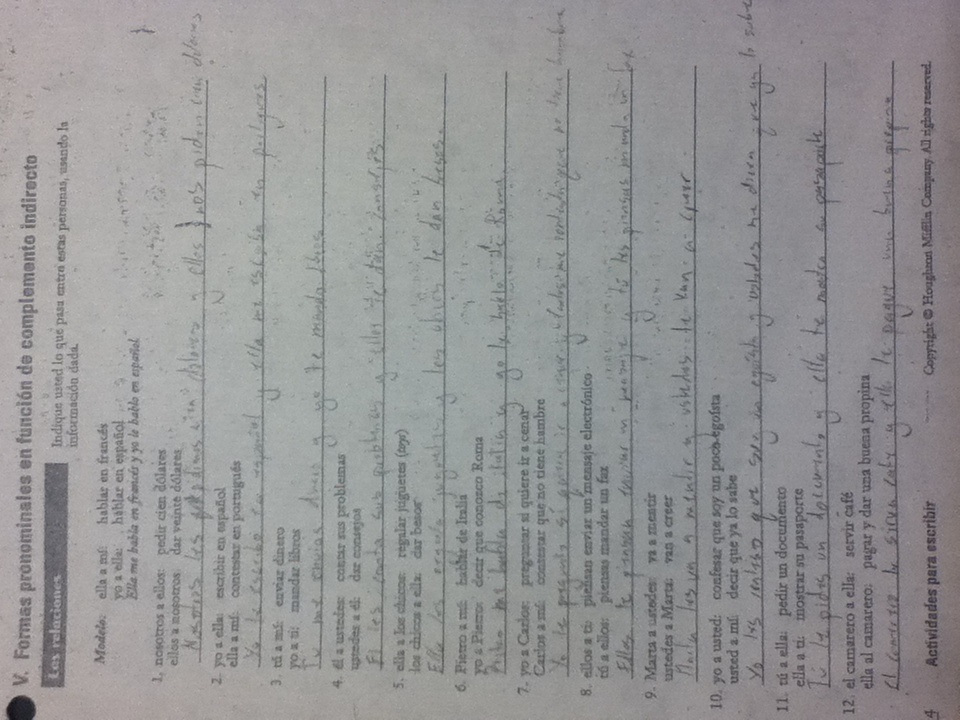 V. Formas pronominales en función de complemento indirecto
Las relaciones
Indique usted lo que pasa entre estas personas, usando la
información dada.
Modelo: ella a mí: hablar en francés
yo a ella: hablar en español
Ella me habla en francés y yo le hablo en español.
1. nosotros a ellos: pedir cien dólares
ellos a nosotros: dar veinte dólares
Nosotros les pedimos cien dolares y ellos nos piden cien dolares
2. yo a ella: escribir en español
ella a mí: contestar en portugués
Yo le escribo en español y ella me en portugues
3. tú a mí: enviar dinero
yo a ti: mandar libros
Tú me envias dinero y yo te mando libros
4. él a ustedes: contar sus problemas
ustedes a él: dar consejos
El les conta sus problemas y ellos le dan consejos
5. ella a los chicos: regalar juguetes (toys)
los chicos a ella: dar besos
Ella les regala juguetes y los chicos le dan besos.
6. Pietro a mí: hablar de Italia
yo a Pietro: decir que conozco Roma
me habla de italia y yo le hablo de Roma
7. yo a Carlos: preguntar si quiere ir a cenar
Carlos a mí: contestar que no tiene hambre
Yo le pregunto si quiere ir a cenar y Carlos me que no tiene hambre
8. ellos a ti: piensan enviar un mensaje electrónico
tú a ellos: piensas mandar un fax
Ellos te piensan enviar un mensaje y tú les piensas un fax
9. Marta a ustedes: va a mentir
ustedes a Marta: van a creer
Marta les va a mentir y ustedes te van a creer
10. yo a usted: confesar que soy un poco egoísta
usted a mí: decir que ya lo sabe
Yo les confeso que soy un egoista y ustedes me dicen que ya lo sabe
11. tú a ella: pedir un documento
ella a ti: mostrar su pasaporte
Tú le pides un documento y ella te su pasaporte
12. el camarero a ella: servir café
ella al camarero: pagar y dar una buena propina
El le sirva cafe y ella le pague una buena propina
4 Actividades para escribir
Copyright © Houghton Mifflin Company. All rights reserved.